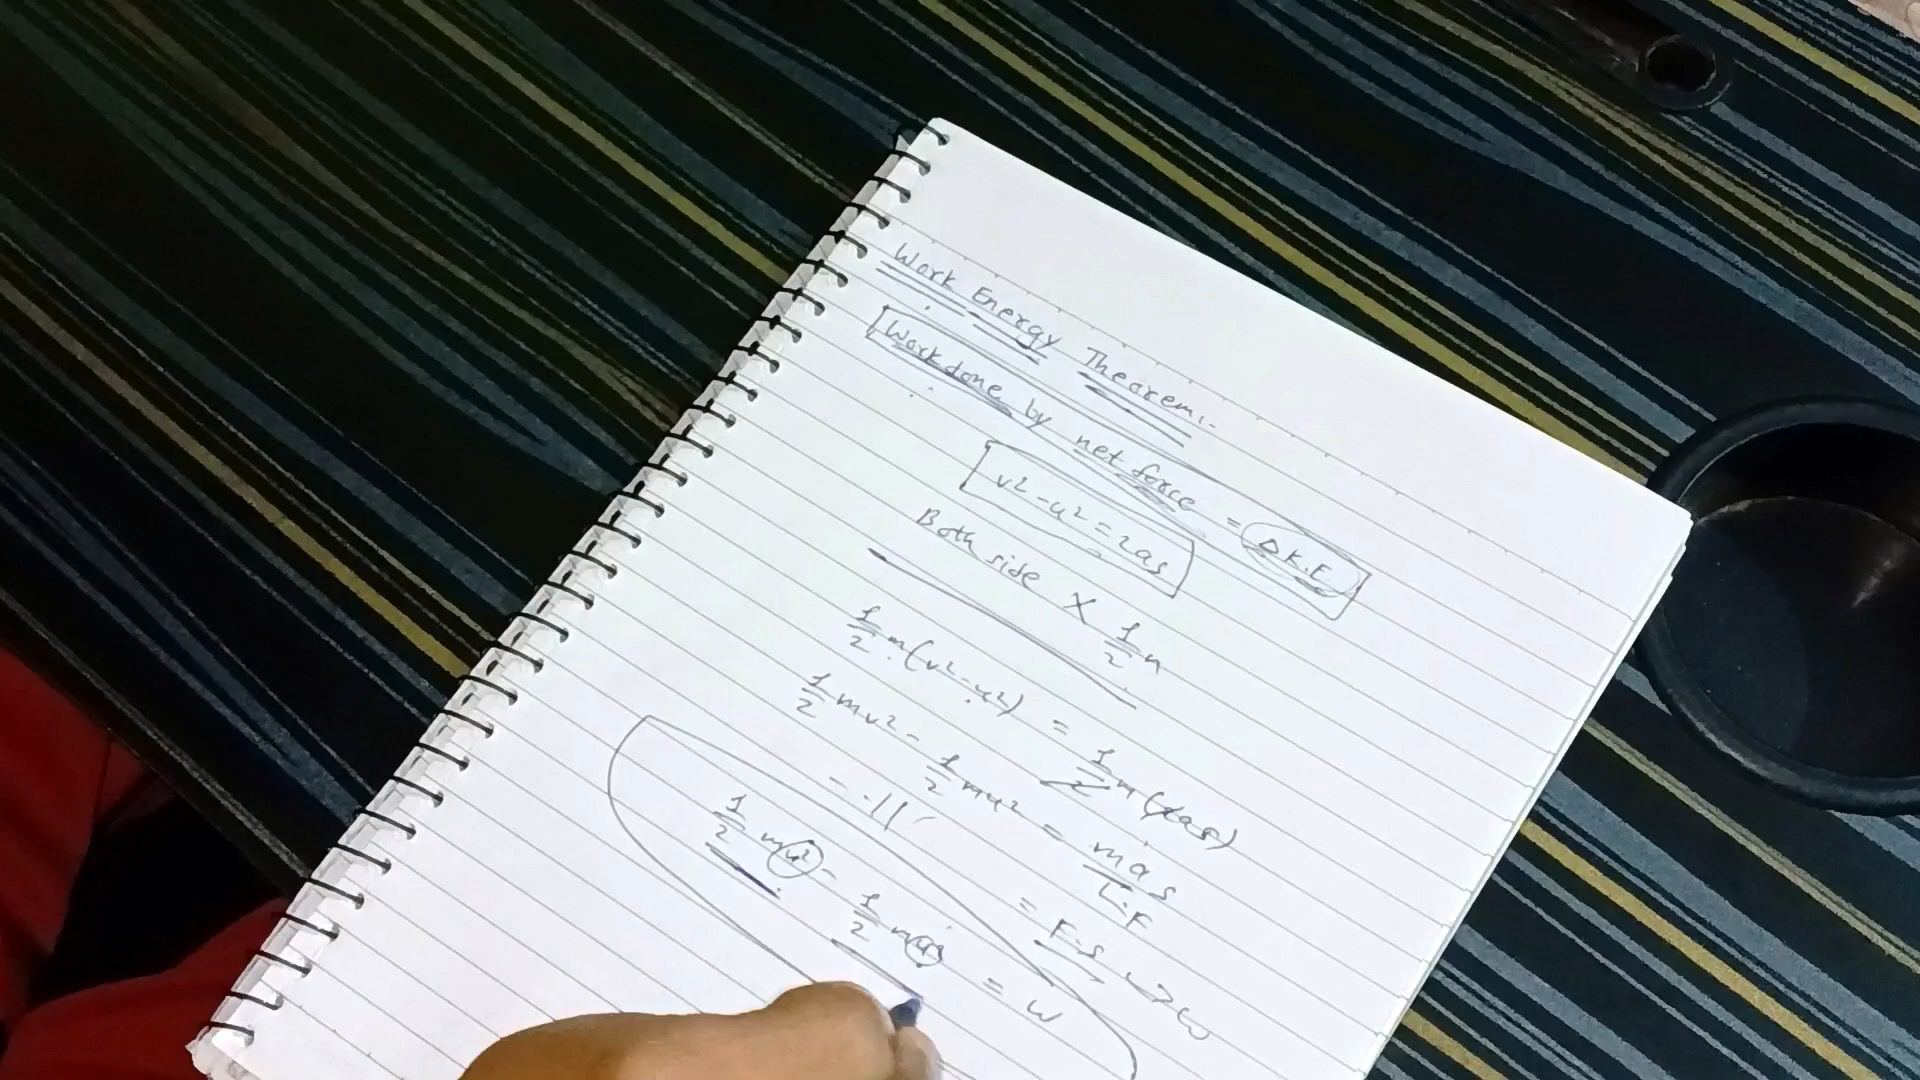 Work Energy Theorem:-
Work done by net force = ΔK.E
v² - u² = 2as
Both side X 1/2 m
1/2 m(v² - u²) = 1/2 m(2as)
1/2 mv² - 1/2 mu² = mas
= -11- = F.S → W
1/2 mv² - 1/2 mu² = W